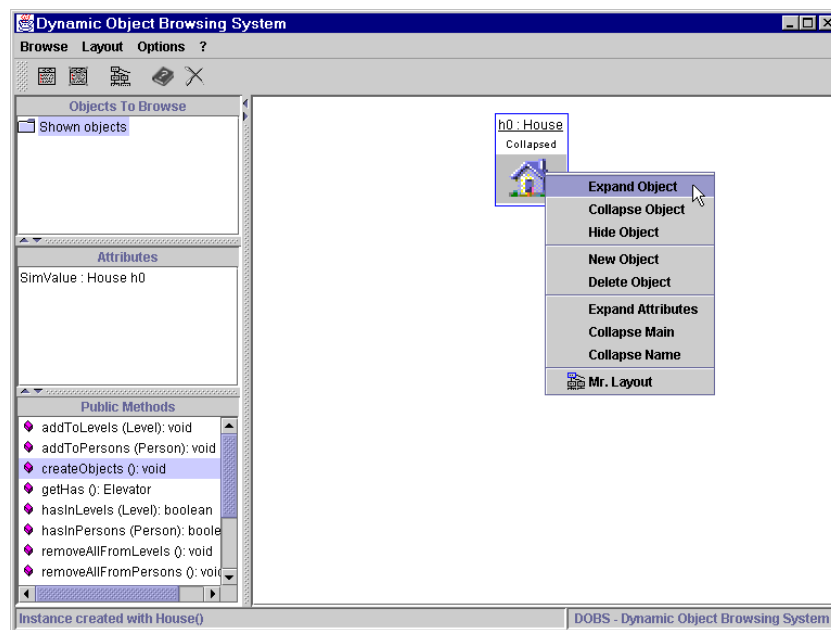 Dynamic Object Browsing System
Browse Layout Options ?
Objects To Browse
Shown objects
Attributes
SimValue : House h0
Public Methods
addToLevels (Level): void
addToPersons (Person): void
createObjects (): void
getHas (): Elevator
hasInLevels (Level): boolean
hasInPersons (Person): boole
removeAllFromLevels (): void
removeAllFromPersons (): voi
h0 : House
Collapsed
Expand Object
Collapse Object
Hide Object
New Object
Delete Object
Expand Attributes
Collapse Main
Collapse Name
Mr. Layout
Instance created with House()
DOBS - Dynamic Object Browsing System